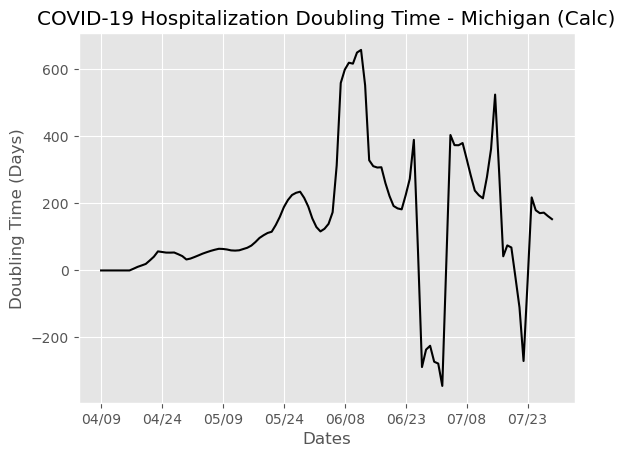 COVID-19 Hospitalization Doubling Time - Michigan (Calc)
Doubling Time (Days)
600
400
200
0
−200
04/09 04/24 05/09 05/24 06/08 06/23 07/08 07/23
Dates